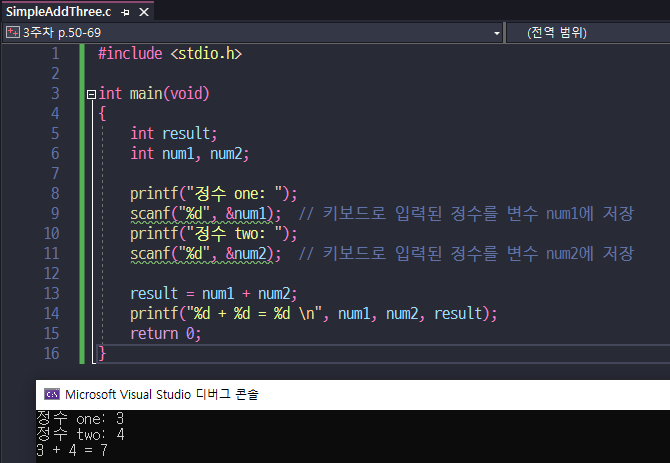 SimpleAddThree.c
3주차 p.50-69
(전역 범위)
1 #include <stdio.h>
2
3 int main(void)
4 {
5 int result;
6 int num1, num2;
7
8 printf("정수 one: ");
9 scanf("%d", &num1); // 키보드로 입력된 정수를 변수 num1에 저장
10 printf("정수 two: ");
11 scanf("%d", &num2); // 키보드로 입력된 정수를 변수 num2에 저장
12
13 result = num1 + num2;
14 printf("%d + %d = %d \n", num1, num2, result);
15 return 0;
16 }
Microsoft Visual Studio 디버그 콘솔
정수 one: 3
정수 two: 4
3 + 4 = 7